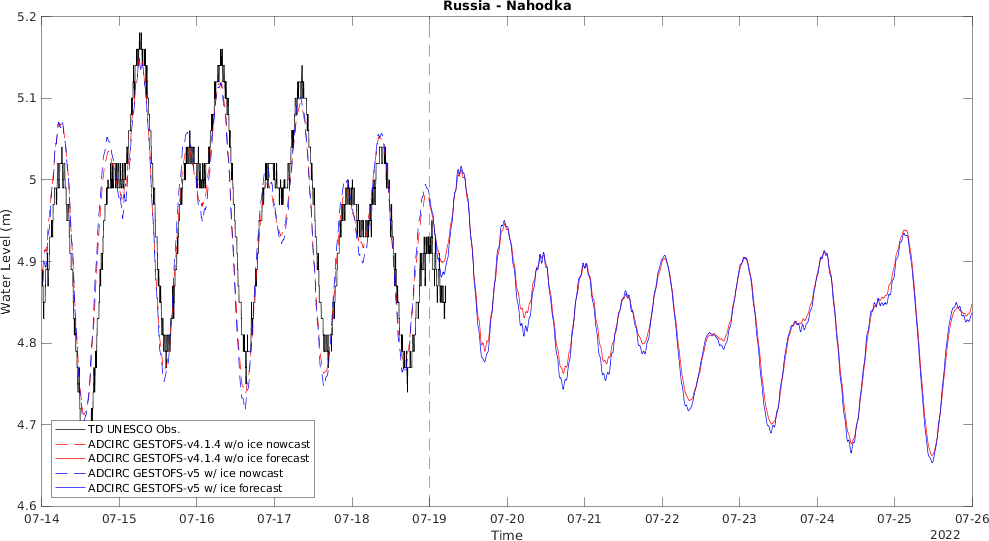 Russia - Nahodka
5.2
5.1
5
4.9
4.8
4.7
4.6
Water Level (m)
TD UNESCO Obs.
ADCIRC GESTOFS-v4.1.4 w/o ice nowcast
ADCIRC GESTOFS-v4.1.4 w/o ice forecast
ADCIRC GESTOFS-v5 w/ ice nowcast
ADCIRC GESTOFS-v5 w/ ice forecast
07-14 07-15 07-16 07-17 07-18 07-19 07-20 07-21 07-22 07-23 07-24 07-25 07-26
Time
2022